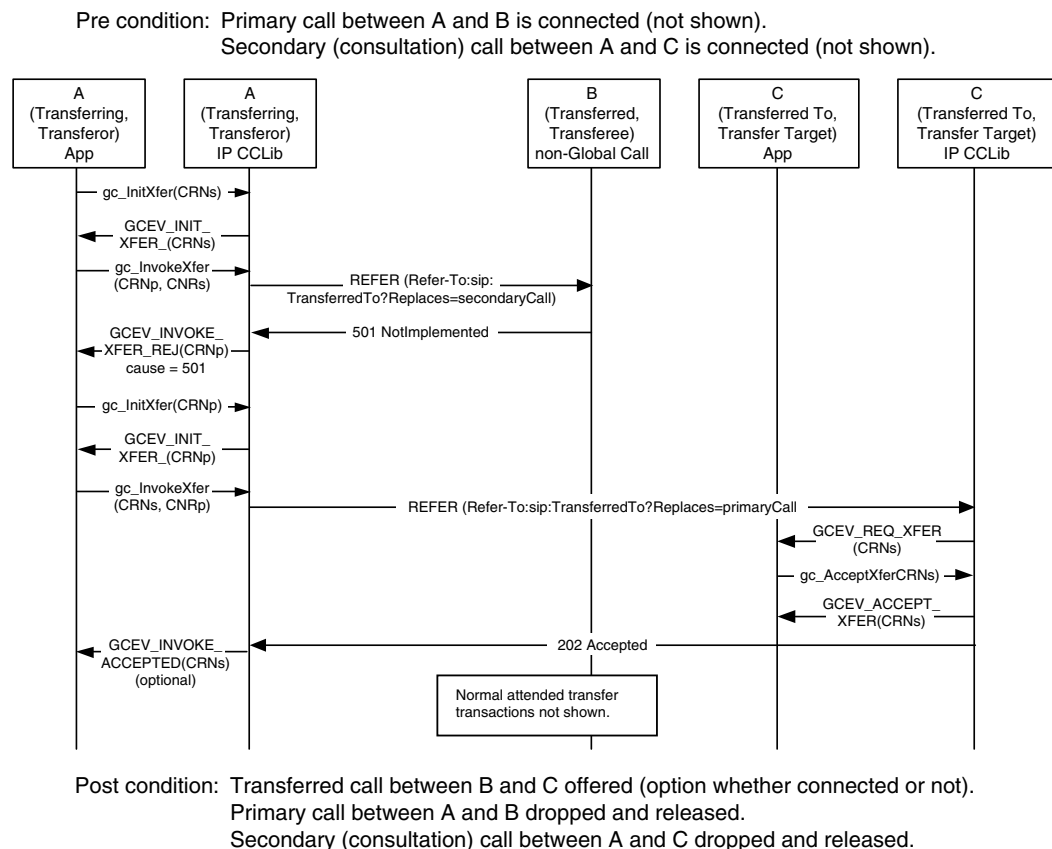 Pre condition: Primary call between A and B is connected (not shown).
Secondary (consultation) call between A and C is connected (not shown).
A
(Transferring,
Transferor)
App
A
(Transferring,
Transferor)
IP CCLib
B
(Transferred,
Transferee)
non-Global Call
C
(Transferred To,
Transfer Target)
App
C
(Transferred To,
Transfer Target)
IP CCLib
gc_InitXfer(CRNs)
GCEV_INIT_
XFER_(CRNs)
gc_InvokeXfer
(CRNp, CNRs)
REFER (Refer-To:sip:
TransferredTo?Replaces=secondaryCall)
501 NotImplemented
GCEV_INVOKE_
XFER_REJ(CRNp)
cause = 501
gc_InitXfer(CRNp)
GCEV_INIT_
XFER_(CRNp)
gc_InvokeXfer
(CRNs, CNRp)
REFER (Refer-To:sip:TransferredTo?Replaces=primaryCall
GCEV_REQ_XFER
(CRNs)
gc_AcceptXferCRNs)
GCEV_ACCEPT_
XFER(CRNs)
202 Accepted
GCEV_INVOKE_
ACCEPTED(CRNs)
(optional)
Normal attended transfer
transactions not shown.
Post condition: Transferred call between B and C offered (option whether connected or not).
Primary call between A and B dropped and released.
Secondary (consultation) call between A and C dropped and released.